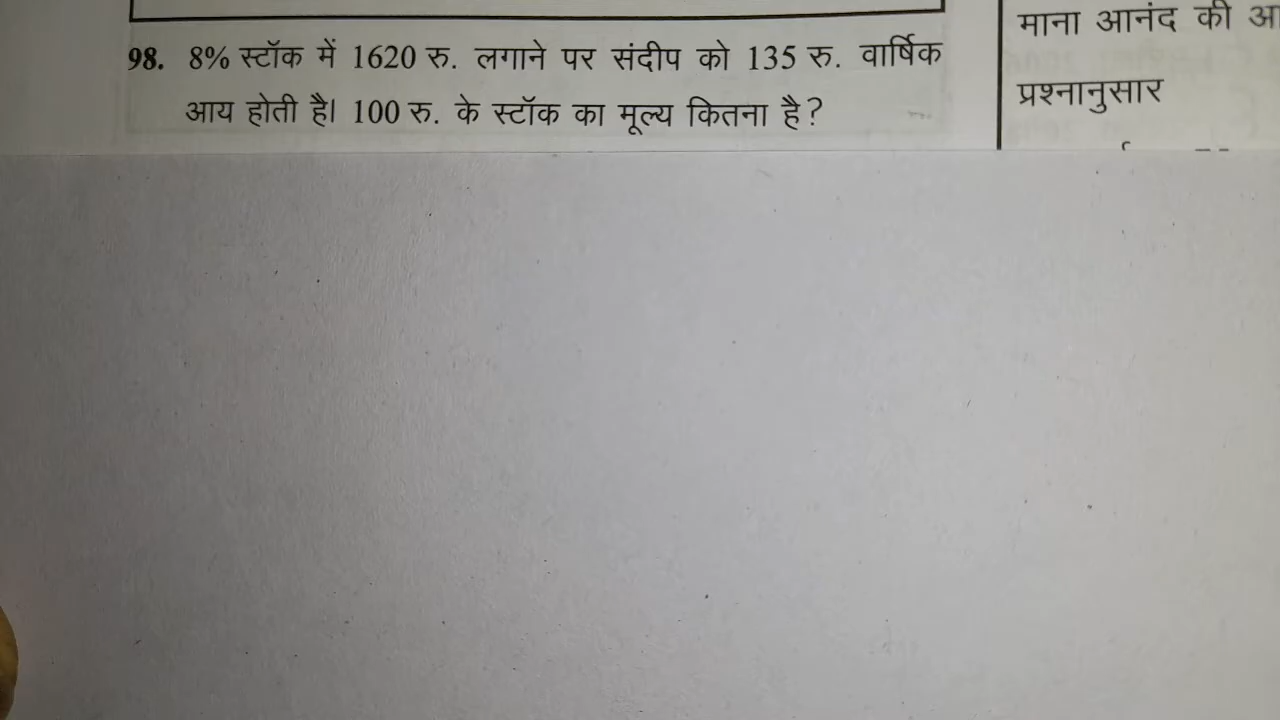 98. 8% स्टॉक में 1620 रु. लगाने पर संदीप को 135 रु. वार्षिक
आय होती है। 100 रु. के स्टॉक का मूल्य कितना है?
माना आनंद की
प्रश्नानुसार